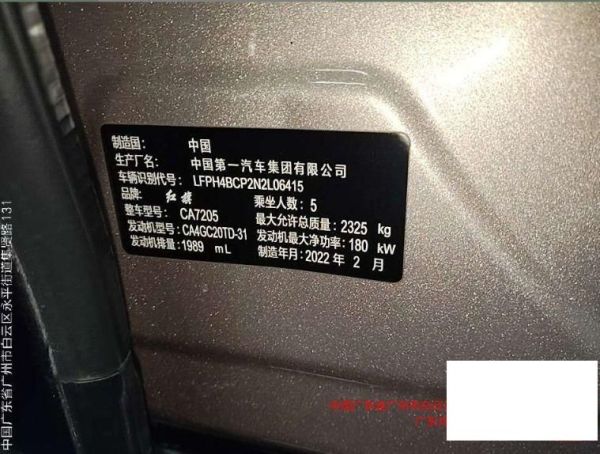 制造国： 中国
生产厂名： 中国第一汽车集团有限公司
车辆识别代号： LFPH4BCP2N2L06415
品牌： 红旗 乘坐人数：5
整车型号： CA7205 最大允许总质量：2325 kg
发动机型号：CA4GC20TD-31 发动机最大净功率：180 kW
发动机排量：1989 mL 制造年月：2022 年 2 月
中国广东省广州市白云区永平街道集贤路131